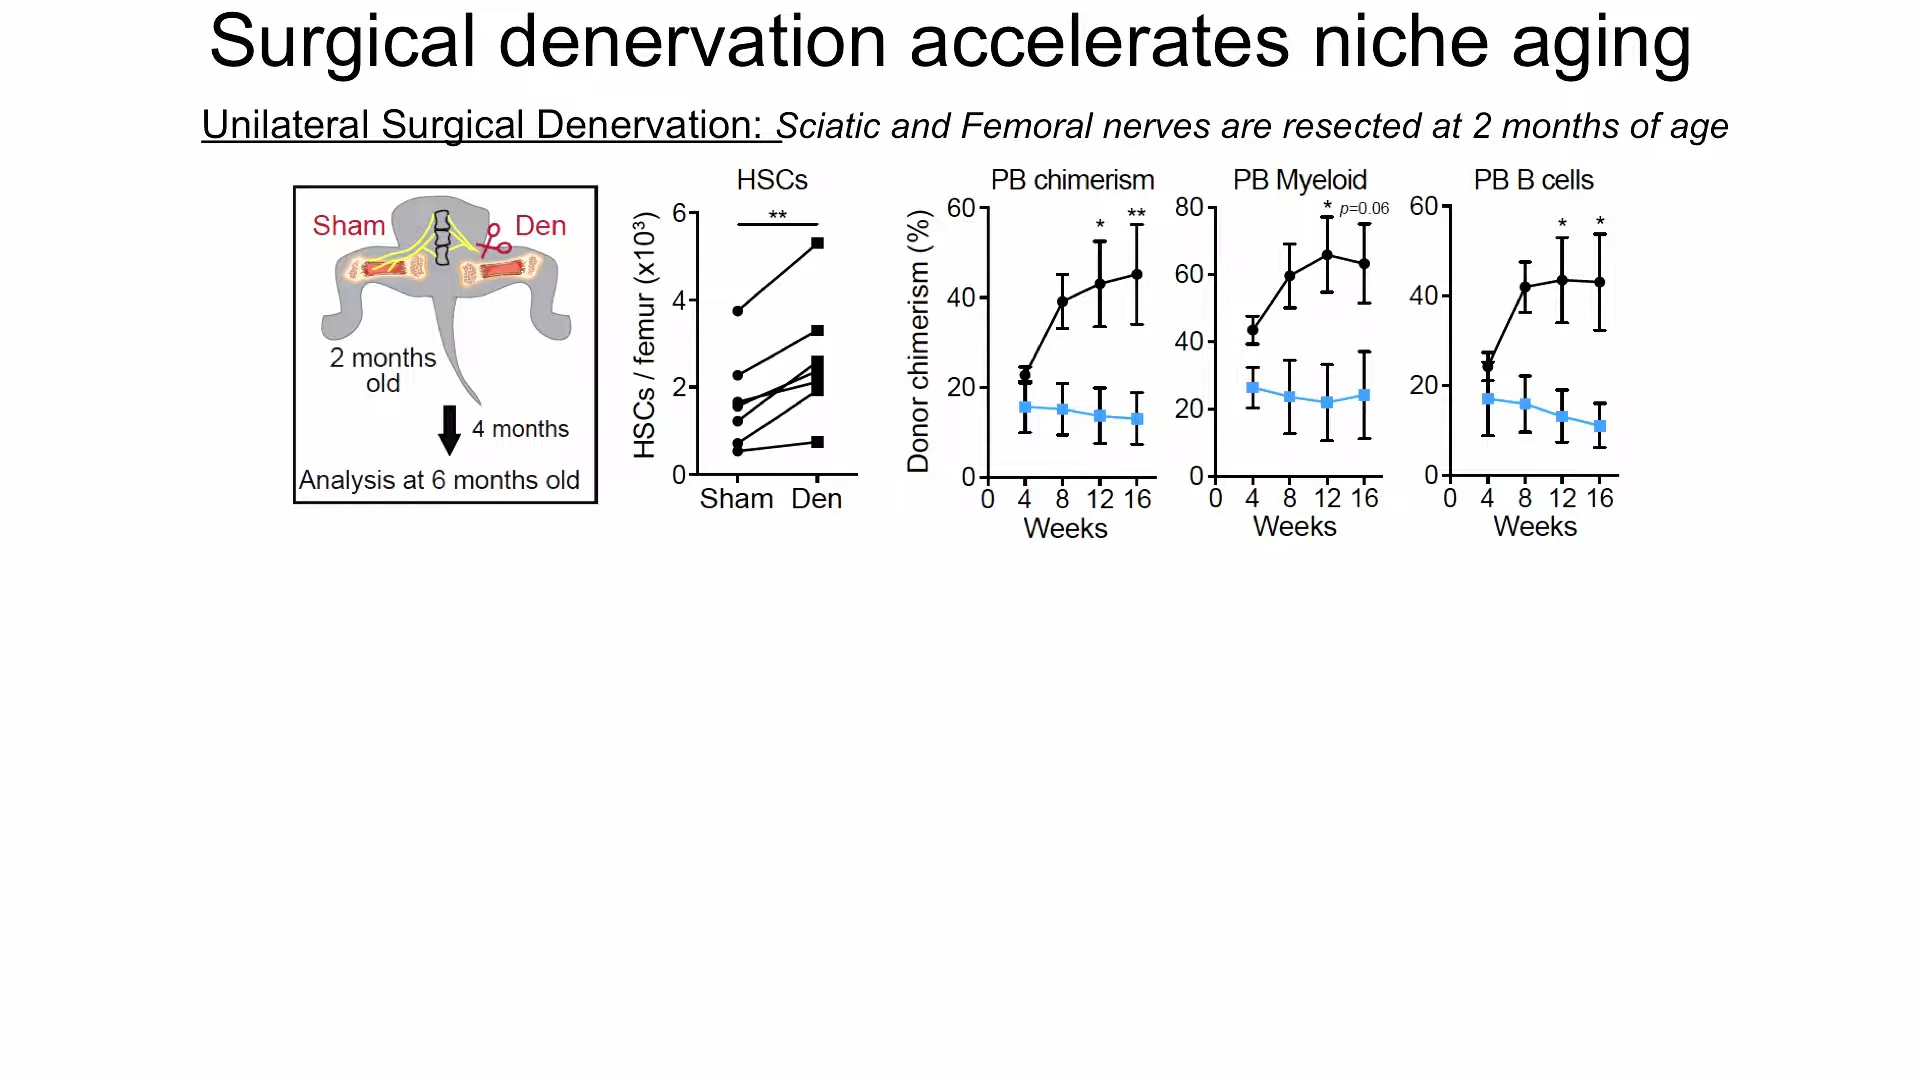 Surgical denervation accelerates niche aging
Unilateral Surgical Denervation: Sciatic and Femoral nerves are resected at 2 months of age
Sham
Den
2 months
old
4 months
Analysis at 6 months old
HSCs
**
HSCs / femur (x10³)
6
4
2
0
Sham Den
PB chimerism
Donor chimerism (%)
60
40
20
0
* **
0 4 8 12 16
Weeks
PB Myeloid
80
60
40
20
0
* p=0.06
0 4 8 12 16
Weeks
PB B cells
60
40
20
0
* *
0 4 8 12 16
Weeks